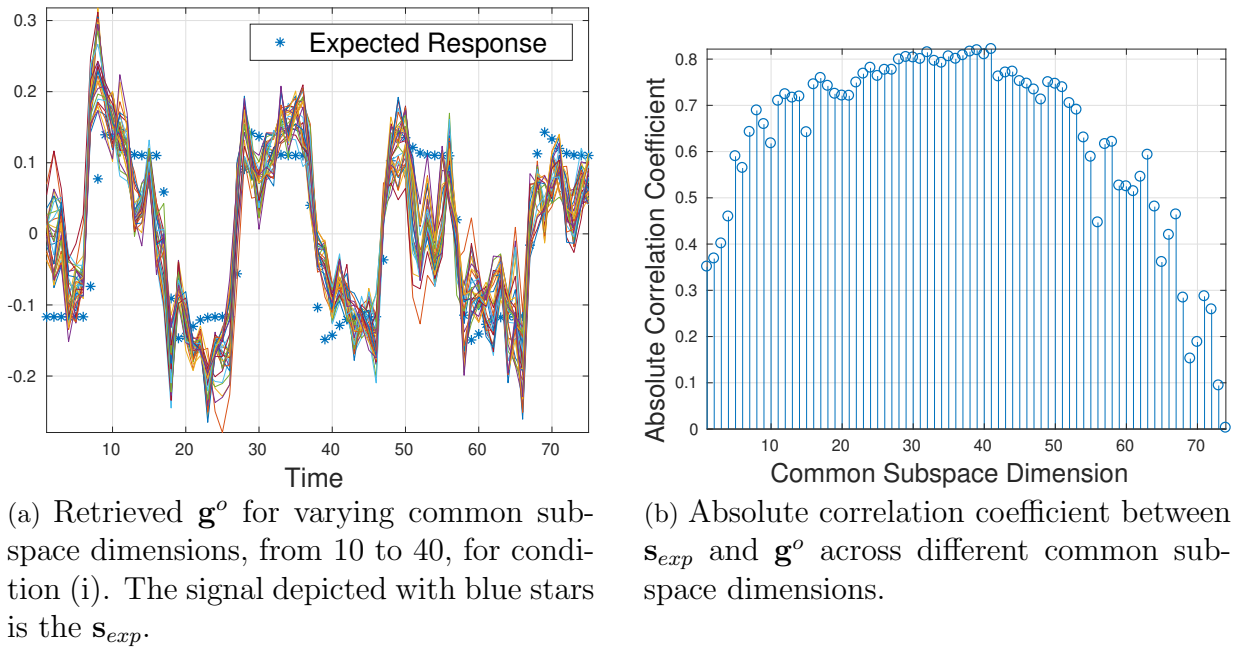 0.3
0.2
0.1
0
-0.1
-0.2
Expected Response
10 20 30 40 50 60 70
Time
(a) Retrieved g^o for varying common sub-
space dimensions, from 10 to 40, for condi-
tion (i). The signal depicted with blue stars
is the s_exp.
Absolute Correlation Coefficient
0.8
0.7
0.6
0.5
0.4
0.3
0.2
0.1
0
10 20 30 40 50 60 70
Common Subspace Dimension
(b) Absolute correlation coefficient between
s_exp and g^o across different common sub-
space dimensions.